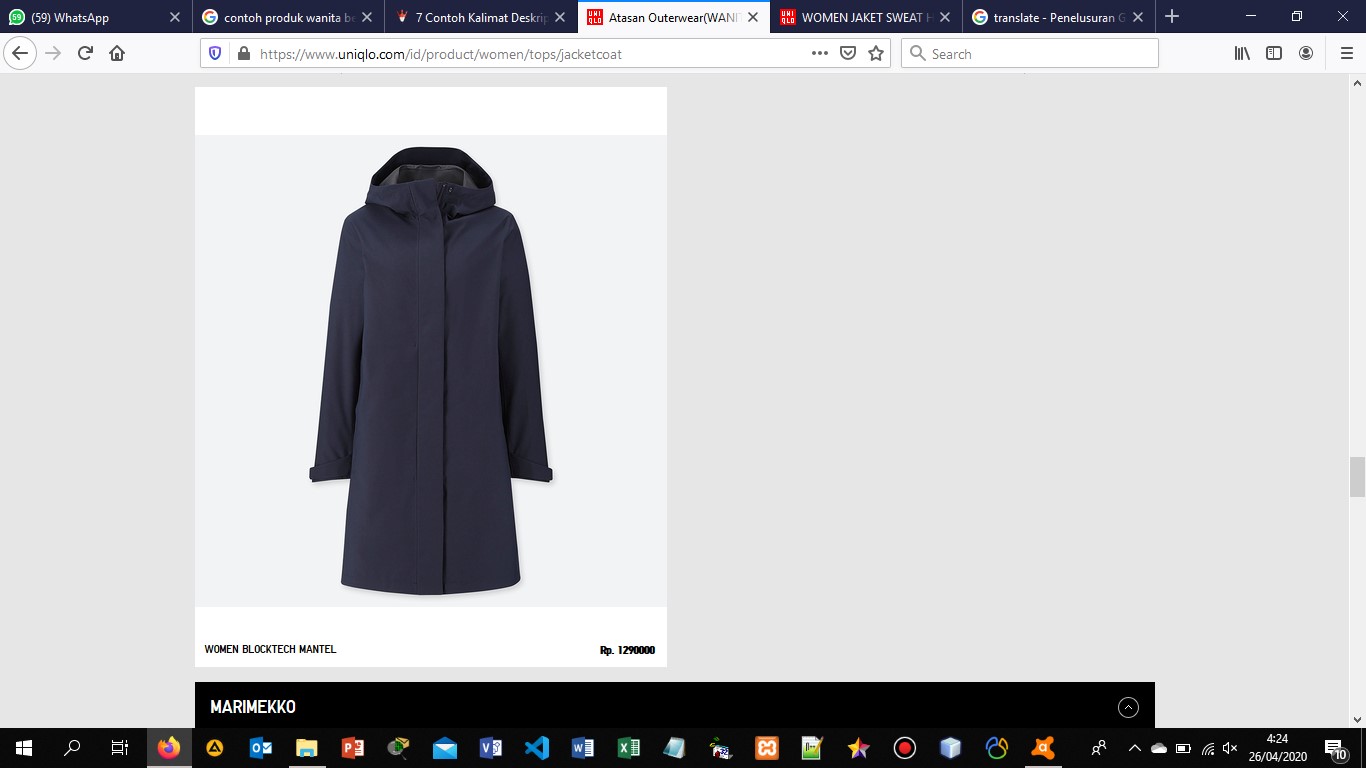 (59) WhatsApp
contoh produk wanita be
7 Contoh Kalimat Deskrip
Atasan Outerwear(WANI
WOMEN JAKET SWEAT H
translate - Penelusuran G
https://www.uniqlo.com/id/product/women/tops/jacketcoat
Search
WOMEN BLOCKTECH MANTEL
Rp. 1290000
MARIMEKKO
4:24
26/04/2020
10